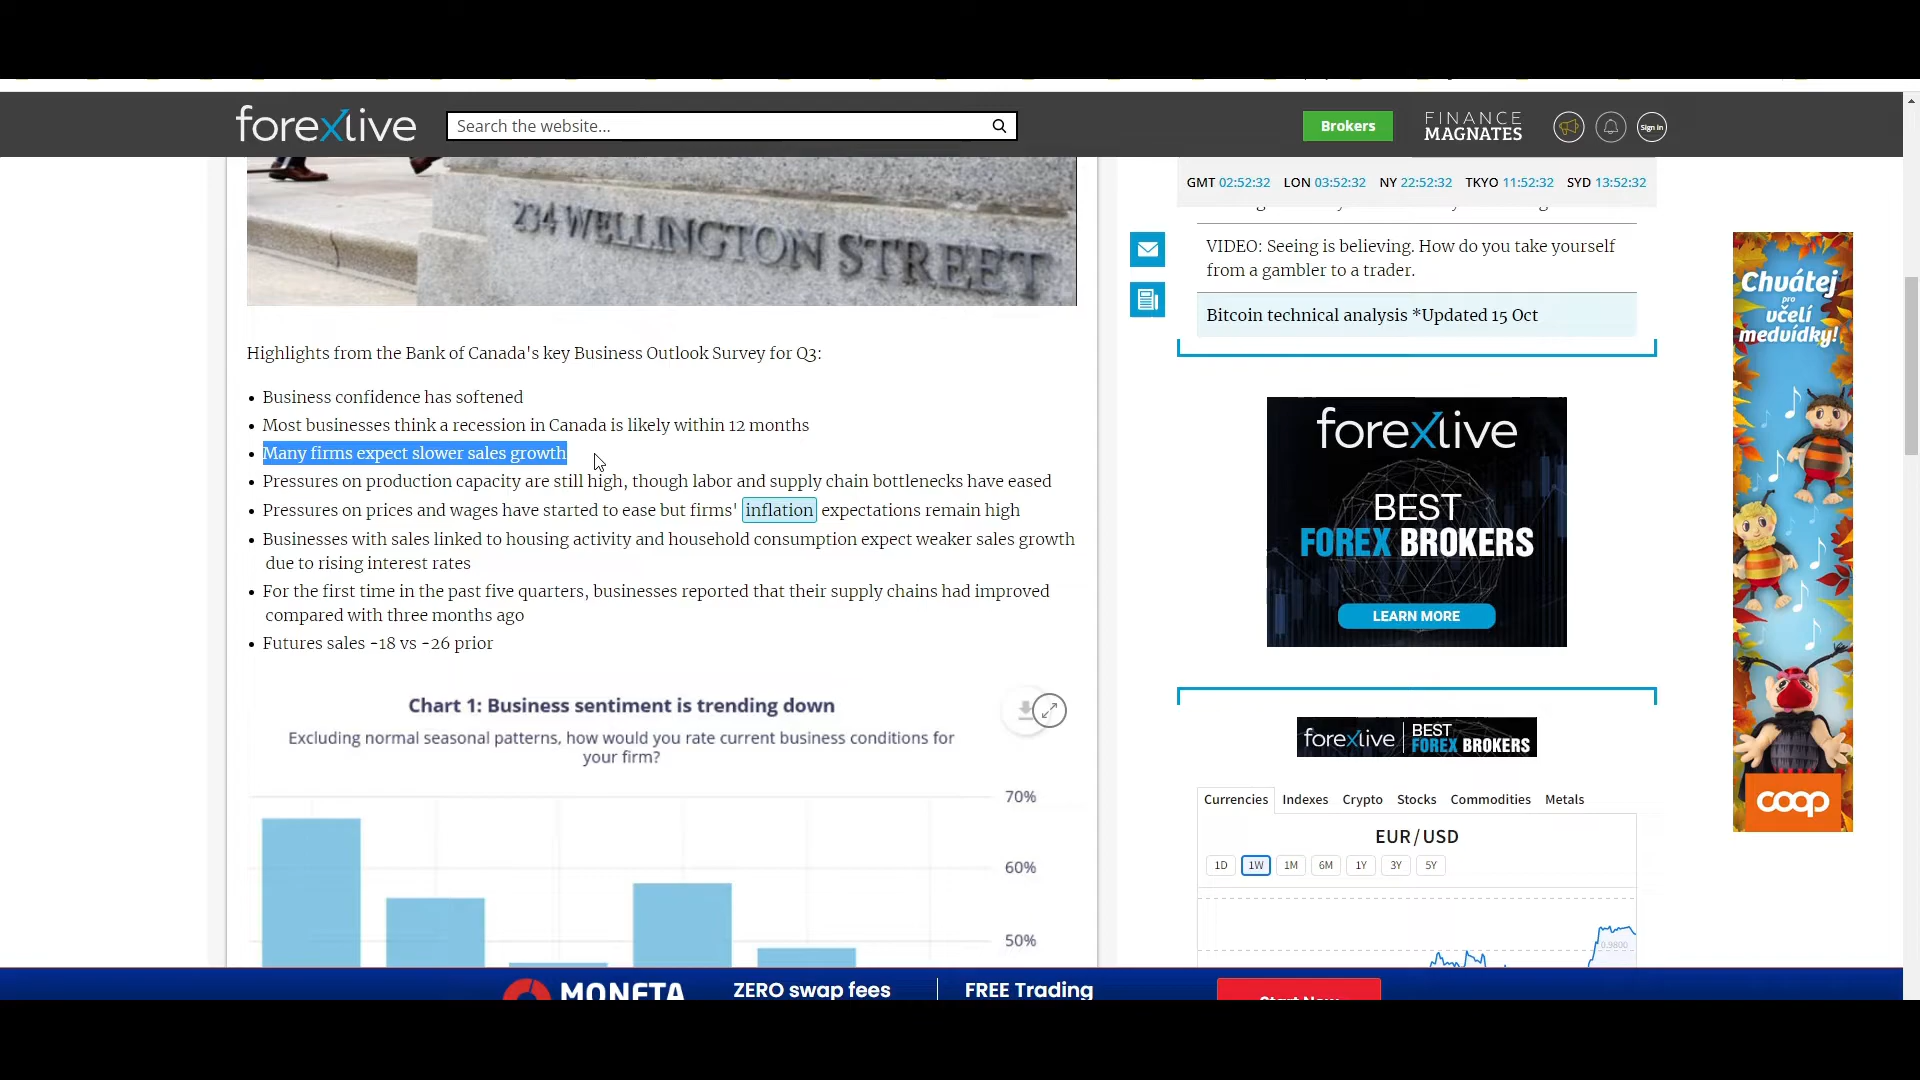 forexlive
Search the website...
Brokers
FINANCE
MAGNATES
Sign in
234 WELLINGTON STREET
GMT 02:52:32 LON 03:52:32 NY 22:52:32 TKYO 11:52:32 SYD 13:52:32
VIDEO: Seeing is believing. How do you take yourself
from a gambler to a trader.
Bitcoin technical analysis *Updated 15 Oct
Highlights from the Bank of Canada's key Business Outlook Survey for Q3:
• Business confidence has softened
• Most businesses think a recession in Canada is likely within 12 months
• Many firms expect slower sales growth
• Pressures on production capacity are still high, though labor and supply chain bottlenecks have eased
• Pressures on prices and wages have started to ease but firms' inflation expectations remain high
• Businesses with sales linked to housing activity and household consumption expect weaker sales growth
due to rising interest rates
• For the first time in the past five quarters, businesses reported that their supply chains had improved
compared with three months ago
• Futures sales -18 vs -26 prior
Chart 1: Business sentiment is trending down
Excluding normal seasonal patterns, how would you rate current business conditions for
your firm?
70%
60%
50%
forexlive
BEST
FOREX BROKERS
LEARN MORE
forexlive
BEST
FOREX BROKERS
Currencies Indexes Crypto Stocks Commodities Metals
EUR/USD
1D 1W 1M 6M 1Y 3Y 5Y
0.9800
Chvátej
pro
včelí
medvídky!
coop
MONETA
ZERO swap fees
FREE Trading
Start Now